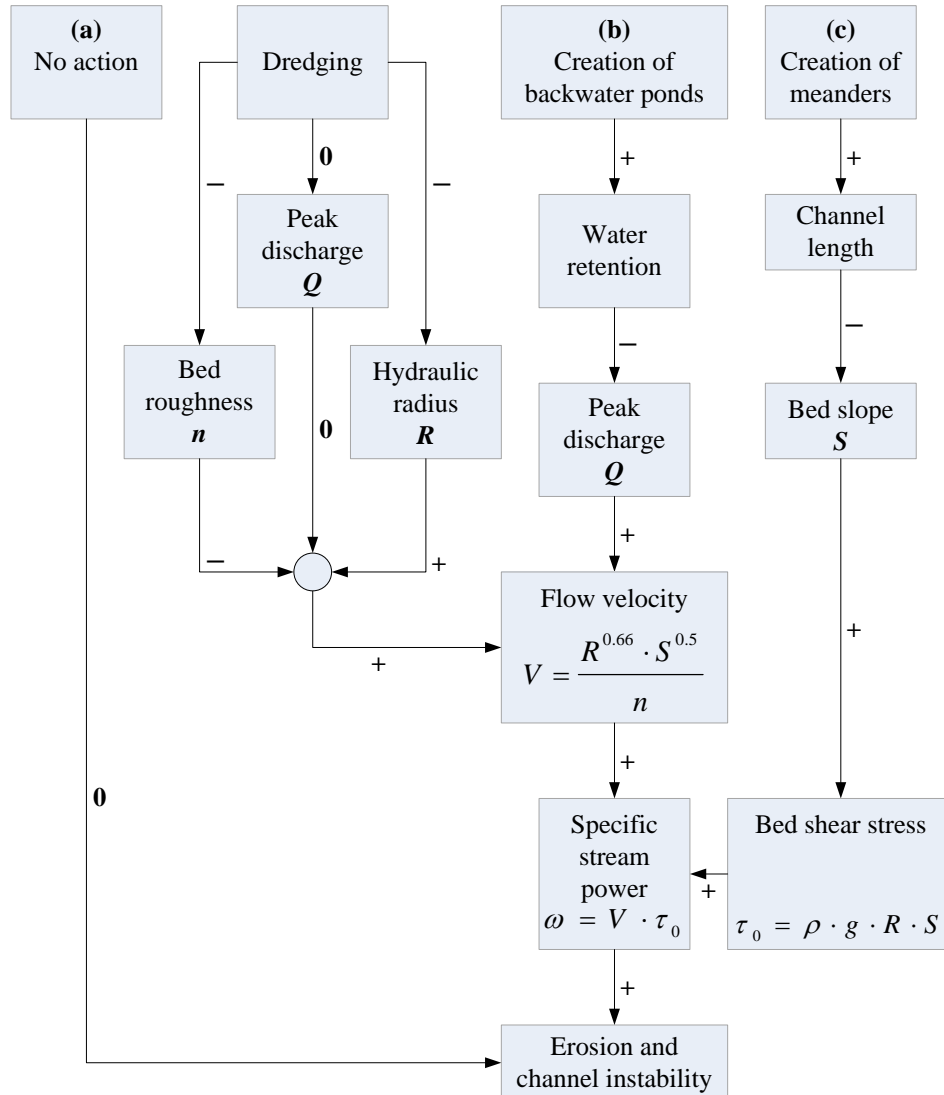 (a)
No action
Dredging
(b)
Creation of
backwater ponds
(c)
Creation of
meanders
−
0
−
+
+
Peak
discharge
Q
Water
retention
Channel
length
−
−
Bed
roughness
n
0
Hydraulic
radius
R
Peak
discharge
Q
Bed slope
S
−
+
+
+
Flow velocity
V = R^0.66 · S^0.5 / n
+
+
0
Specific
stream
power
ω = V · τ₀
+
Bed shear stress
τ₀ = ρ · g · R · S
+
Erosion and
channel instability